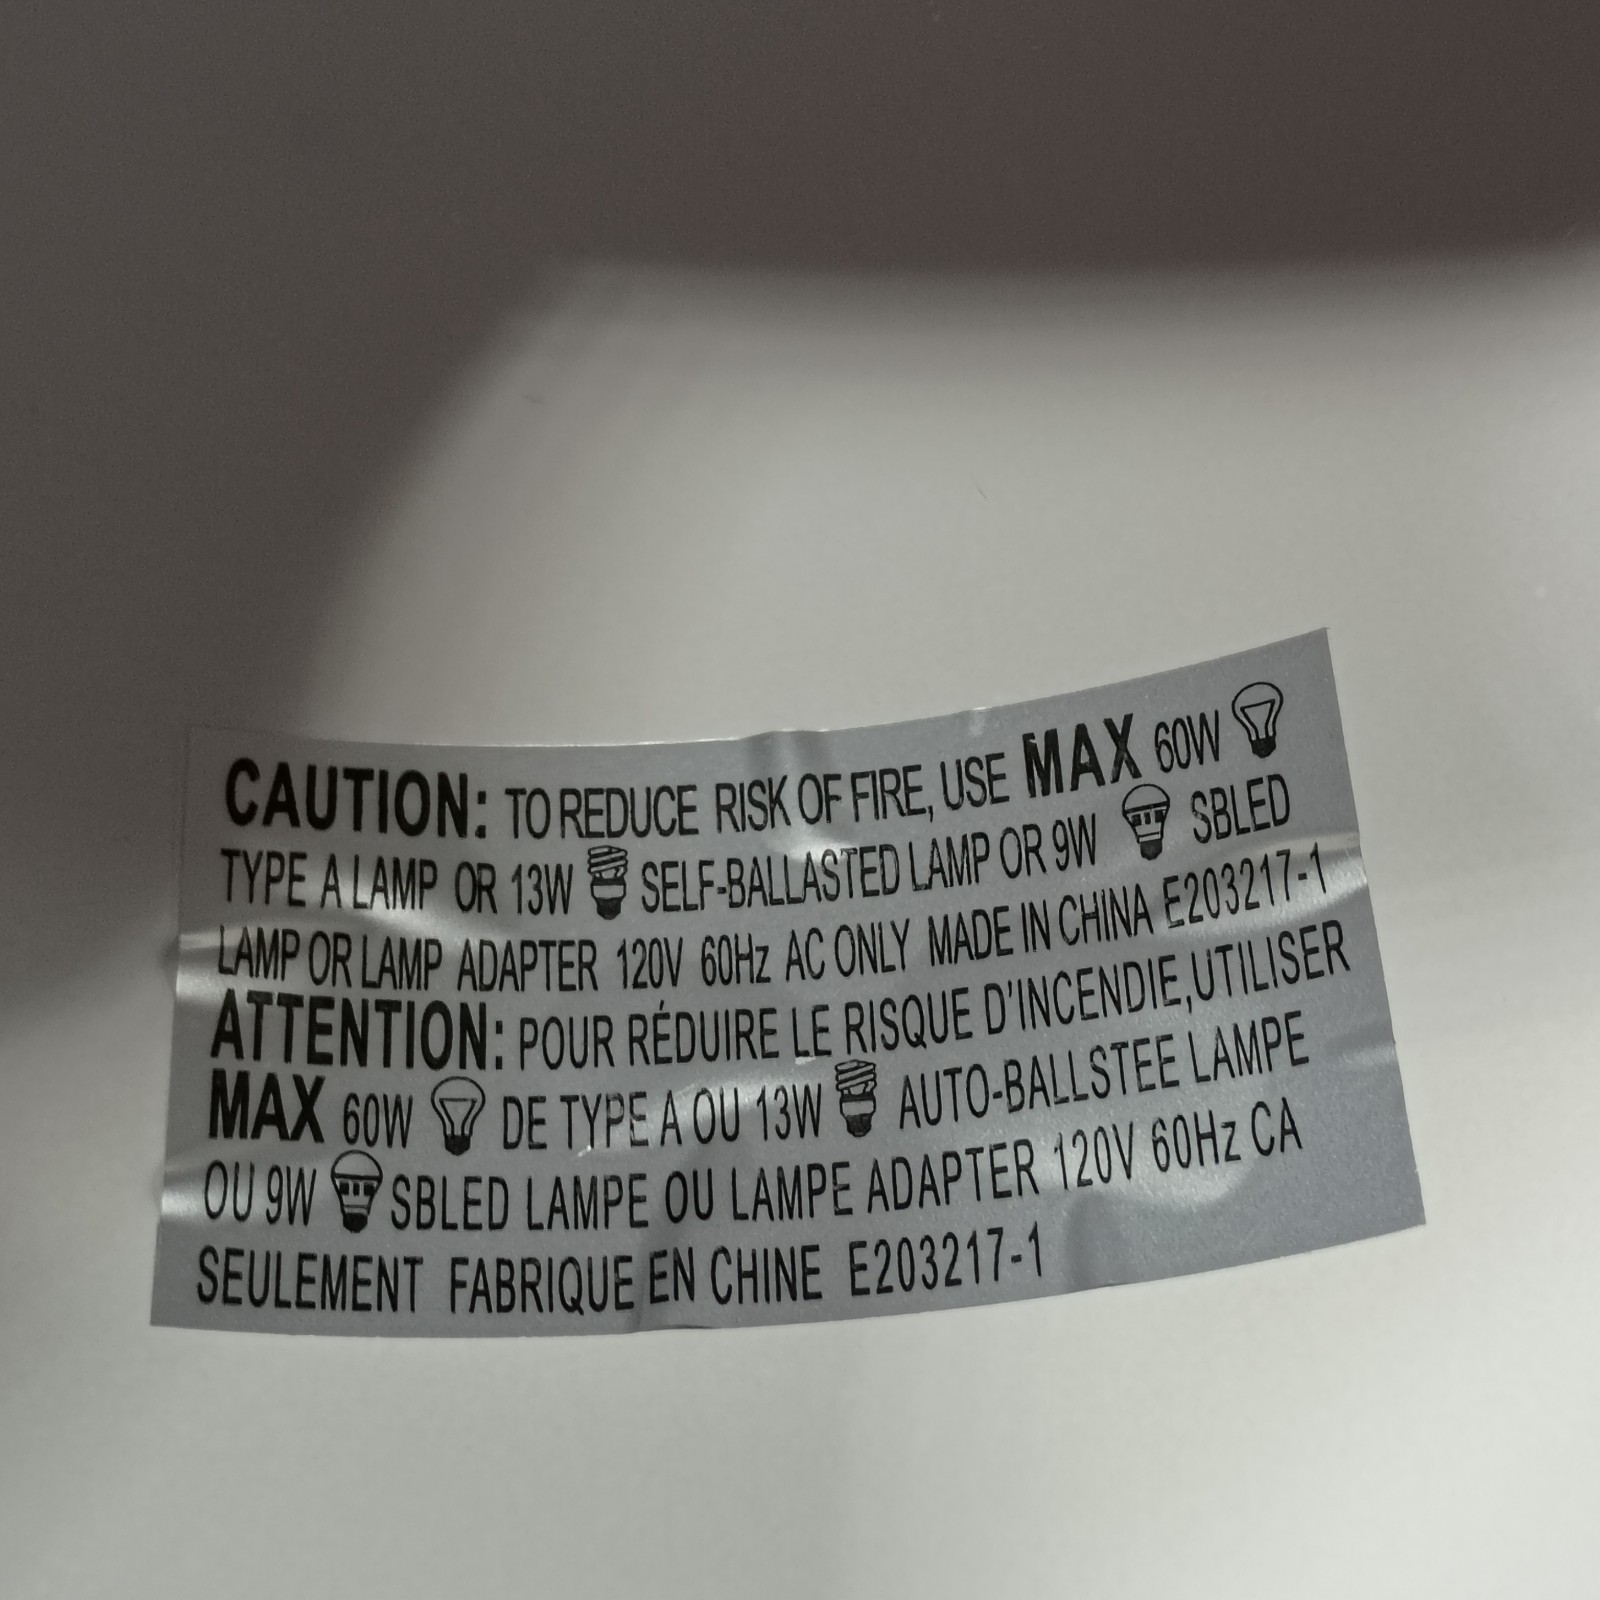 CAUTION: TO REDUCE RISK OF FIRE, USE MAX 60W
TYPE A LAMP OR 13W SELF-BALLASTED LAMP OR 9W SBLED
LAMP OR LAMP ADAPTER 120V 60Hz AC ONLY MADE IN CHINA E203217-1
ATTENTION: POUR RÉDUIRE LE RISQUE D'INCENDIE,UTILISER
MAX 60W DE TYPE A OU 13W AUTO-BALLSTEE LAMPE
OU 9W SBLED LAMPE OU LAMPE ADAPTER 120V 60Hz CA
SEULEMENT FABRIQUE EN CHINE E203217-1